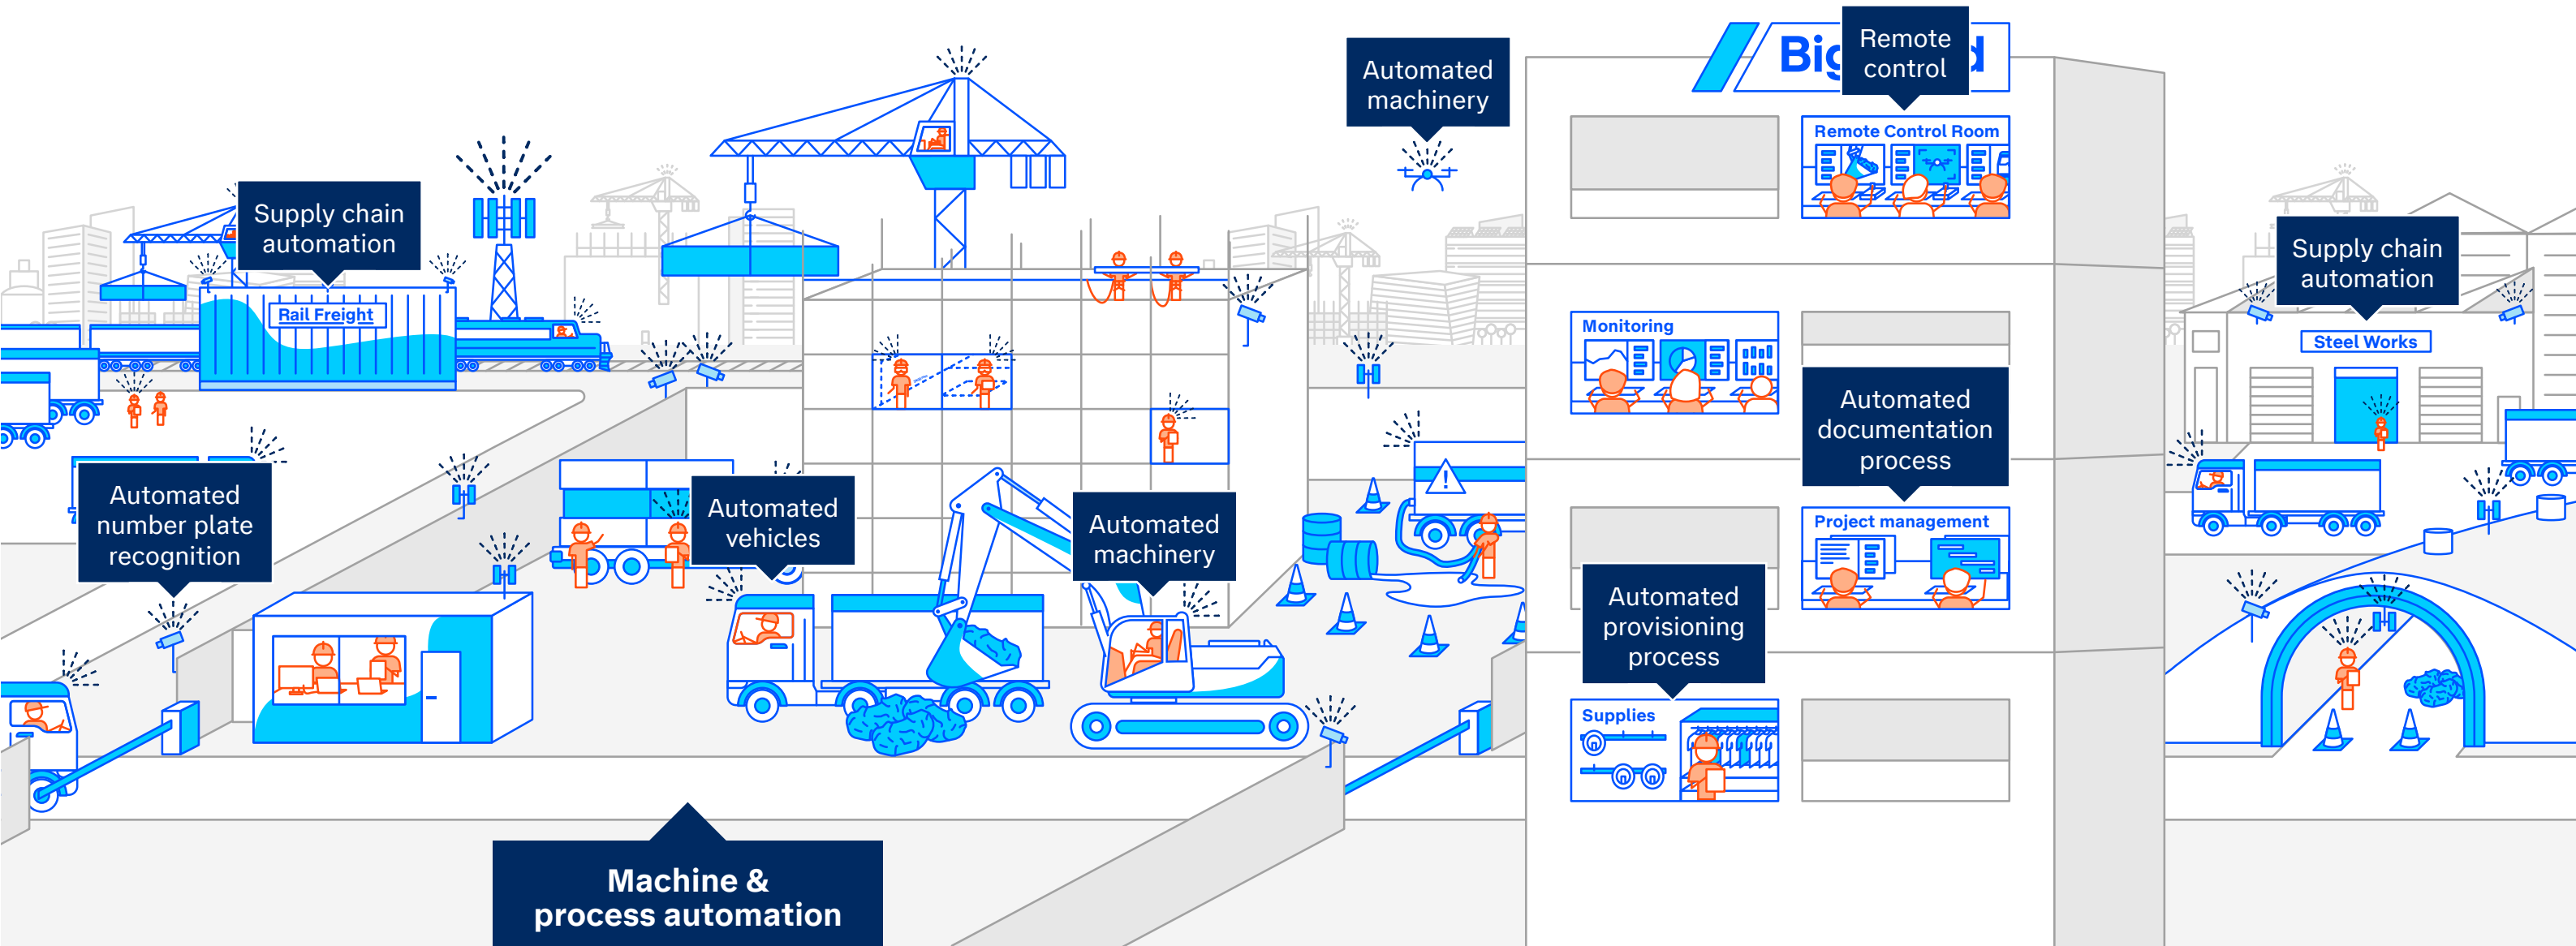 Supply chain
automation
Rail Freight
Automated
number plate
recognition
Automated
vehicles
Automated
machinery
Automated
machinery
Machine &
process automation
Remote
control
Remote Control Room
Monitoring
Automated
documentation
process
Project management
Automated
provisioning
process
Supplies
Supply chain
automation
Steel Works